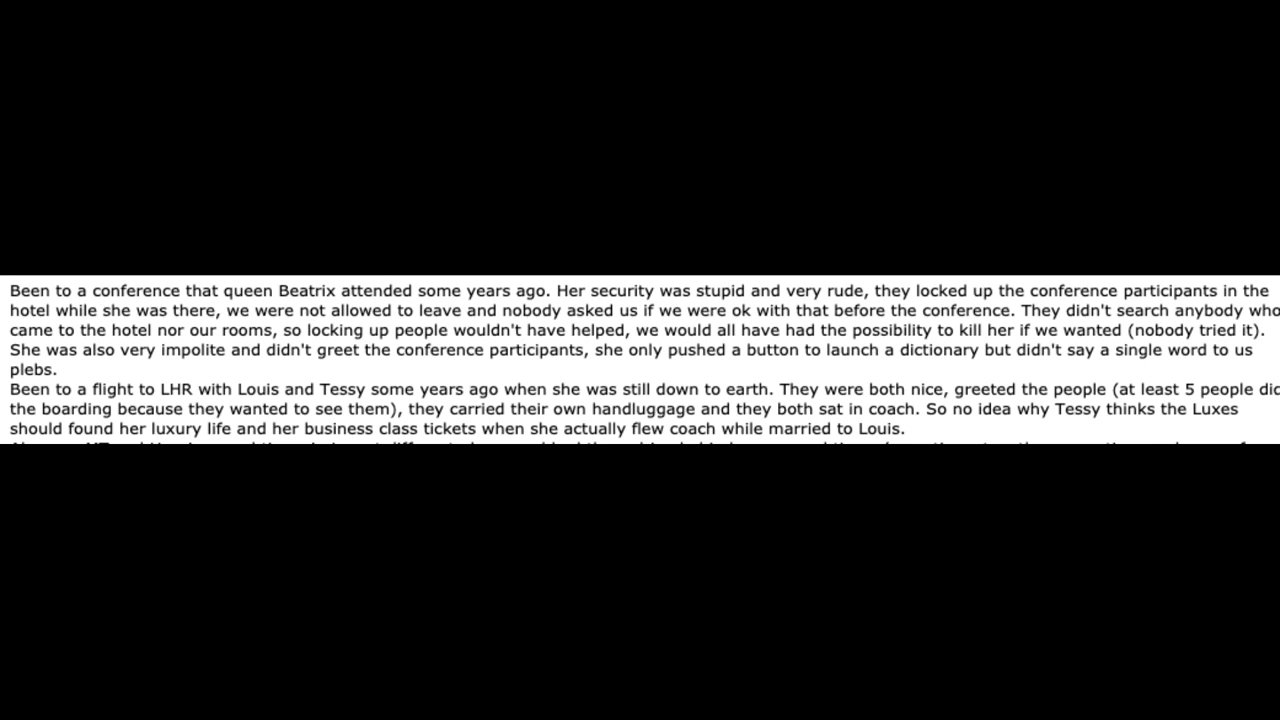 Been to a conference that queen Beatrix attended some years ago. Her security was stupid and very rude, they locked up the conference participants in the
hotel while she was there, we were not allowed to leave and nobody asked us if we were ok with that before the conference. They didn't search anybody who
came to the hotel nor our rooms, so locking up people wouldn't have helped, we would all have had the possibility to kill her if we wanted (nobody tried it).
She was also very impolite and didn't greet the conference participants, she only pushed a button to launch a dictionary but didn't say a single word to us
plebs.
Been to a flight to LHR with Louis and Tessy some years ago when she was still down to earth. They were both nice, greeted the people (at least 5 people did
the boarding because they wanted to see them), they carried their own handluggage and they both sat in coach. So no idea why Tessy thinks the Luxes
should found her luxury life and her business class tickets when she actually flew coach while married to Louis.